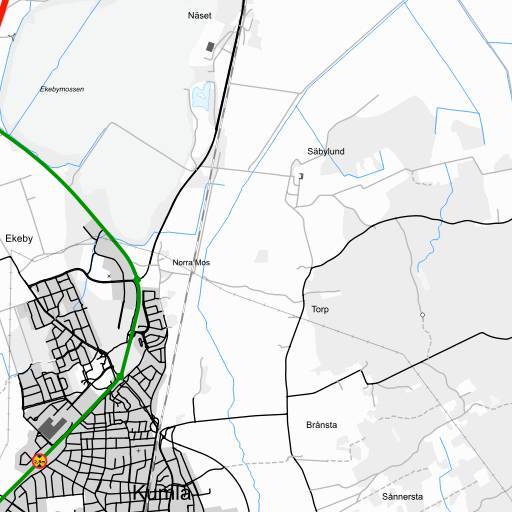 Näset
Ekebymossen
Säbylund
Ekeby
Norra Mos
Torp
Brånsta
Kumla
Sånnersta